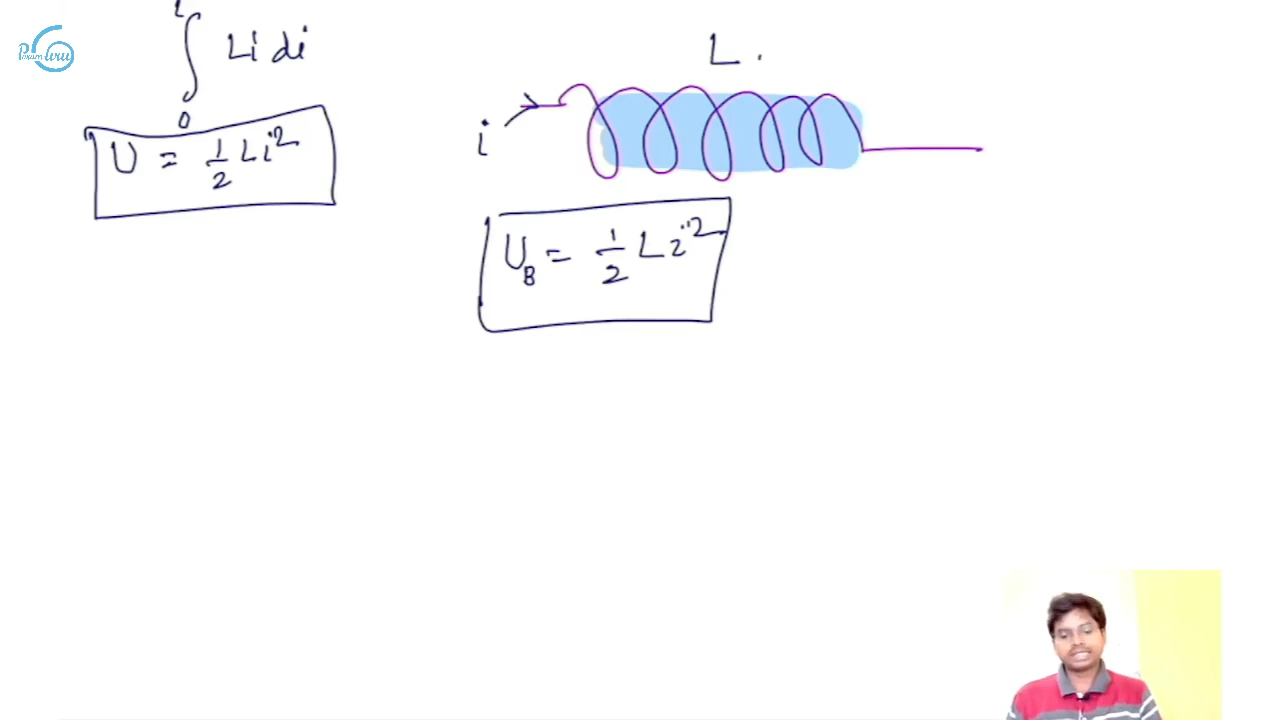 ∫₀ Li di
U = 1/2 Li²
L
i
U_B = 1/2 Li²